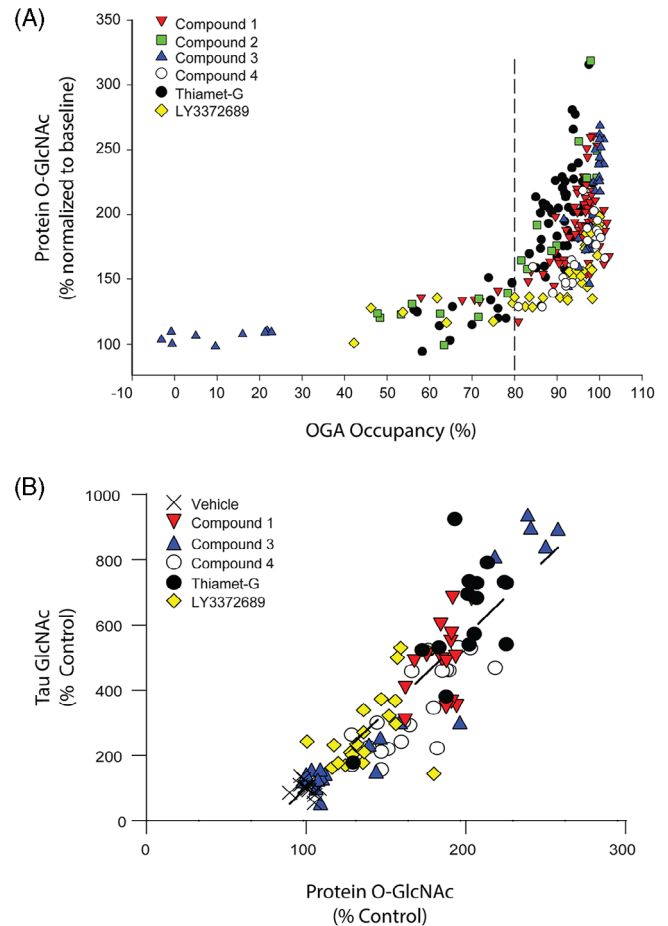 (A)
Protein O-GlcNAc
(% normalized to baseline)
350
300
250
200
150
100
Compound 1
Compound 2
Compound 3
Compound 4
Thiamet-G
LY3372689
-10 0 10 20 30 40 50 60 70 80 90 100 110
OGA Occupancy (%)
(B)
Tau GlcNAc
(% Control)
1000
800
600
400
200
0
Vehicle
Compound 1
Compound 3
Compound 4
Thiamet-G
LY3372689
0 100 200 300
Protein O-GlcNAc
(% Control)